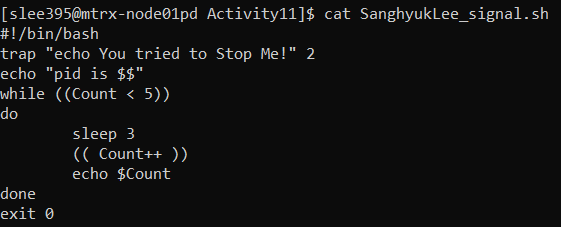 [slee395@mtrx-node01pd Activity11]$ cat SanghyukLee_signal.sh
#!/bin/bash
trap "echo You tried to Stop Me!" 2
echo "pid is $$"
while ((Count < 5))
do
        sleep 3
        (( Count++ ))
        echo $Count
done
exit 0